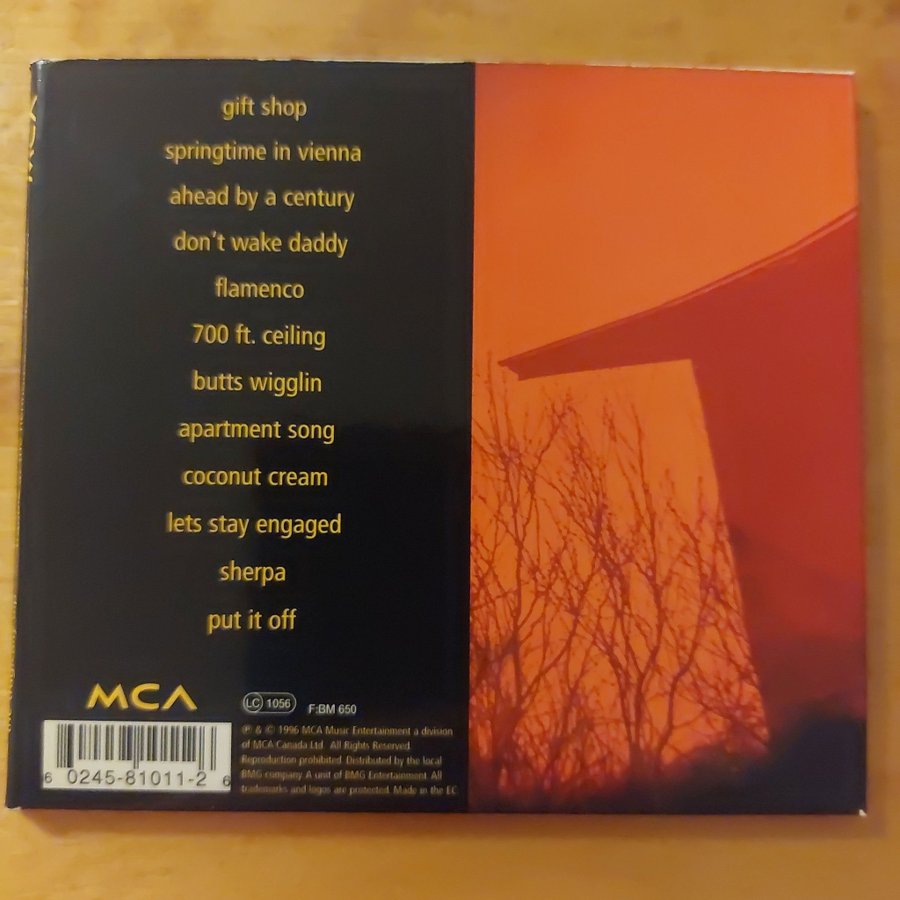 gift shop
springtime in vienna
ahead by a century
don't wake daddy
flamenco
700 ft. ceiling
butts wigglin
apartment song
coconut cream
lets stay engaged
sherpa
put it off
MCA
LC 1056
F:BM 650
6 0245-81011-2 6
℗ & © 1996 MCA Music Entertainment a division
of MCA Canada Ltd. All Rights Reserved.
Reproduction prohibited. Distributed by the local
BMG company. A unit of BMG Entertainment. All
trademarks and logos are protected. Made in the EC
MCA